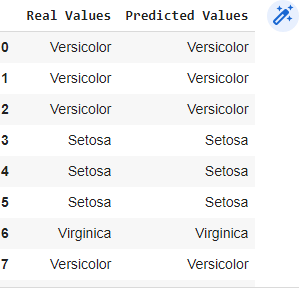 Real Values Predicted Values
0 Versicolor Versicolor
1 Versicolor Versicolor
2 Versicolor Versicolor
3 Setosa Setosa
4 Setosa Setosa
5 Setosa Setosa
6 Virginica Virginica
7 Versicolor Versicolor